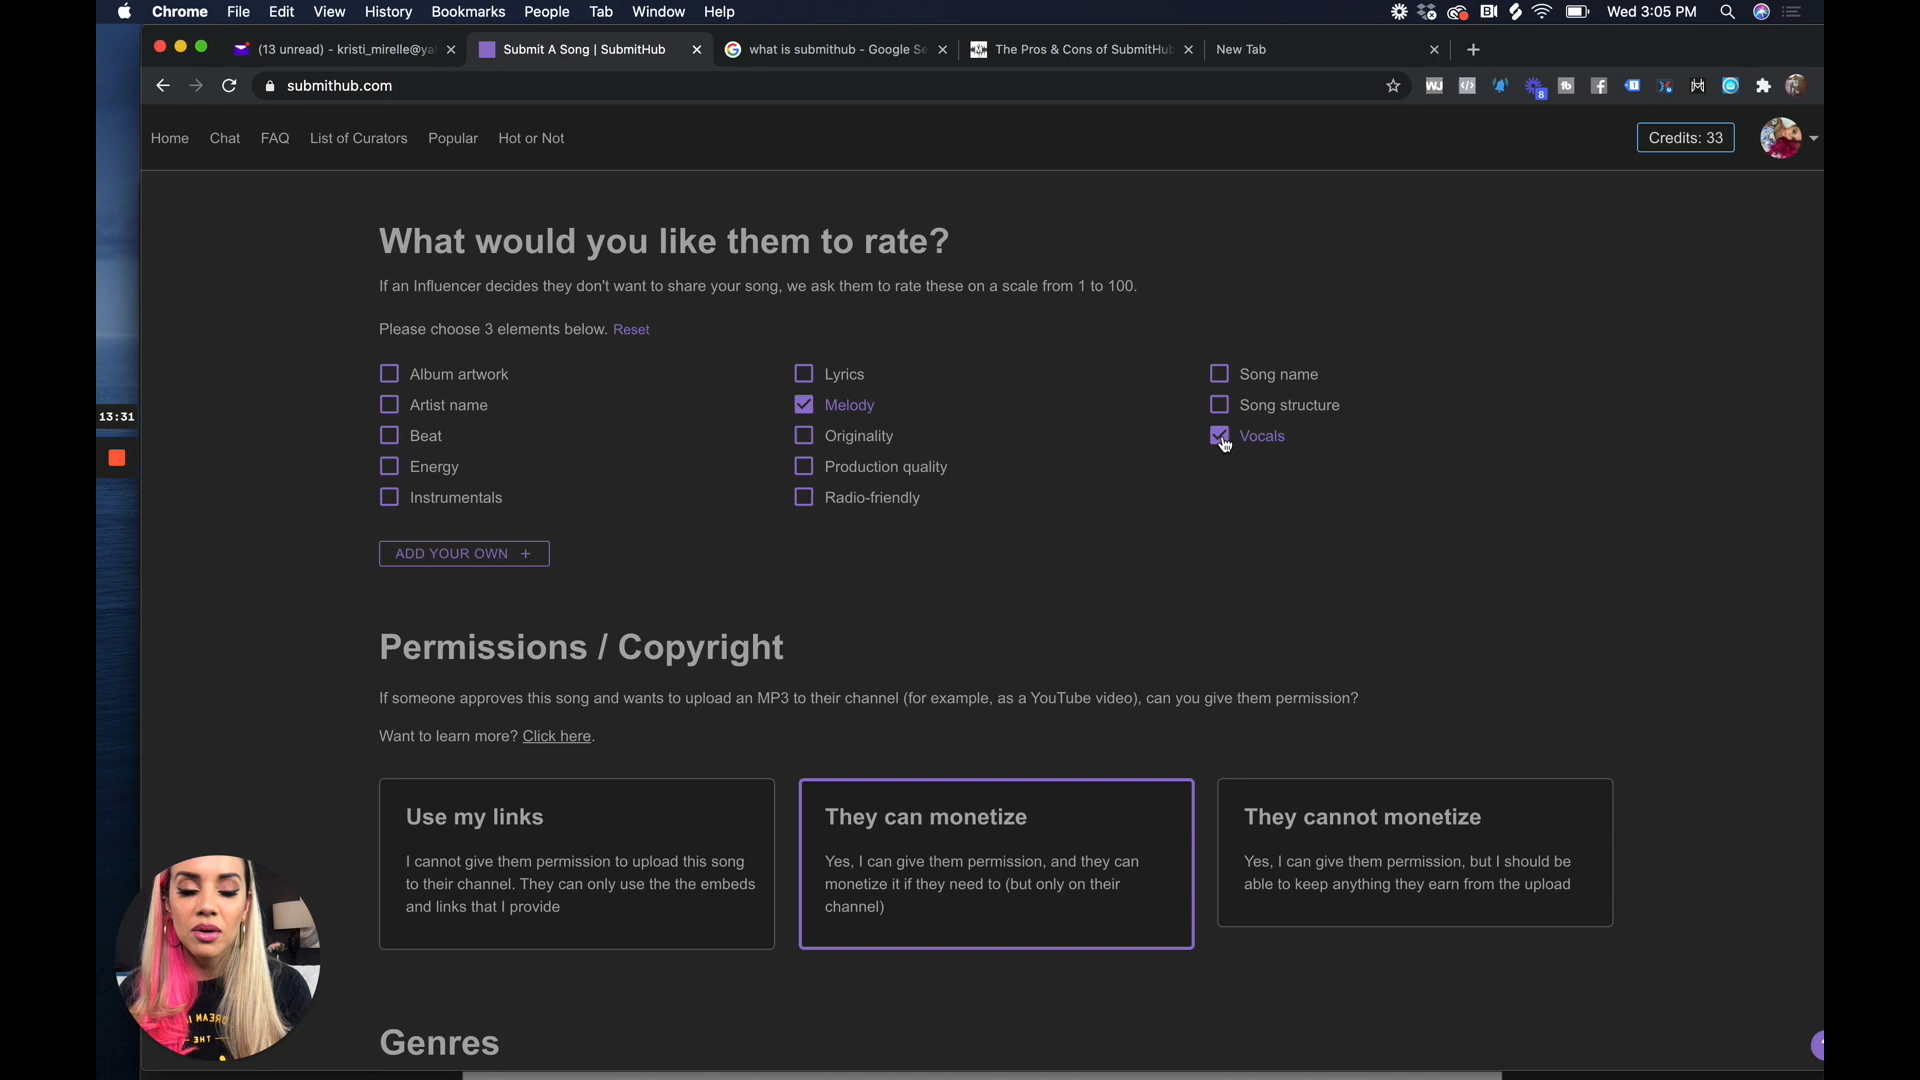 Chrome File Edit View History Bookmarks People Tab Window Help
Wed 3:05 PM
(13 unread) - kristi_mirelle@ya
Submit A Song | SubmitHub
what is submithub - Google Se
The Pros & Cons of SubmitHub
New Tab
submithub.com
8
Home Chat FAQ List of Curators Popular Hot or Not
Credits: 33
What would you like them to rate?
If an Influencer decides they don't want to share your song, we ask them to rate these on a scale from 1 to 100.
Please choose 3 elements below. Reset
Album artwork
Artist name
Beat
Energy
Instrumentals
Lyrics
Melody
Originality
Production quality
Radio-friendly
Song name
Song structure
Vocals
13:31
ADD YOUR OWN +
Permissions / Copyright
If someone approves this song and wants to upload an MP3 to their channel (for example, as a YouTube video), can you give them permission?
Want to learn more? Click here.
Use my links
I cannot give them permission to upload this song
to their channel. They can only use the the embeds
and links that I provide
They can monetize
Yes, I can give them permission, and they can
monetize it if they need to (but only on their
channel)
They cannot monetize
Yes, I can give them permission, but I should be
able to keep anything they earn from the upload
Genres